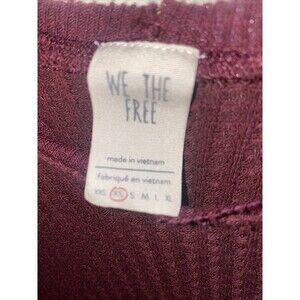 WE THE
FREE
made in vietnam
fabriqué en vietnam
XXS XS S M L XL